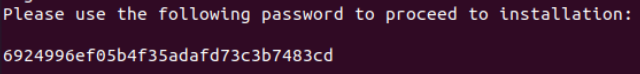 Please use the following password to proceed to installation:
6924996ef05b4f35adafd73c3b7483cd